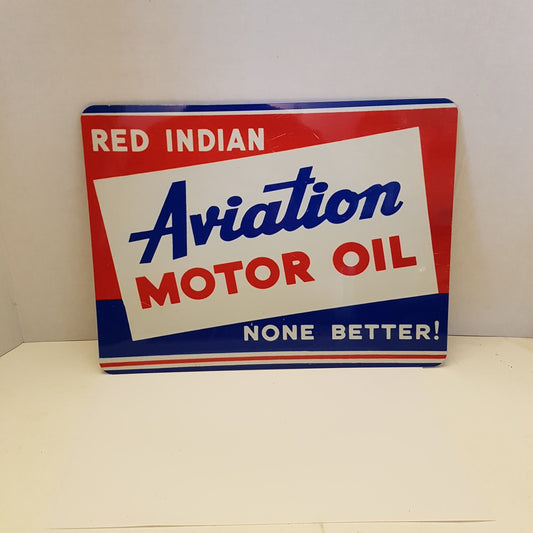 RED INDIAN
Aviation
MOTOR OIL
NONE BETTER!